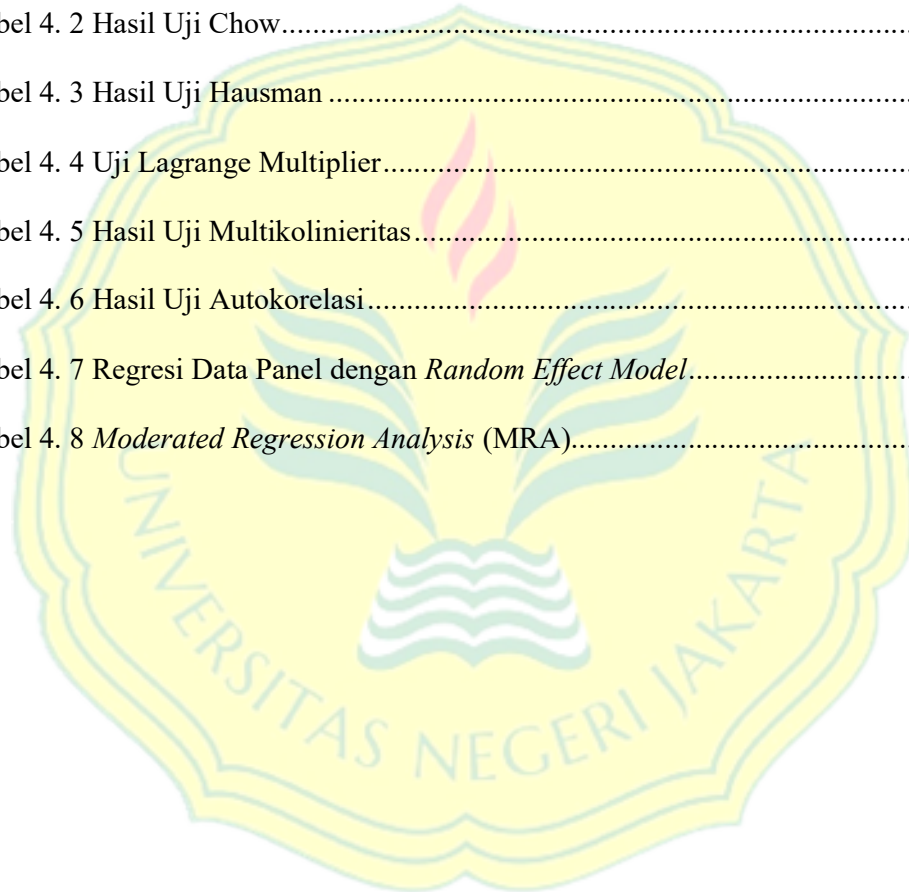 bel 4. 2 Hasil Uji Chow..............................................................................
bel 4. 3 Hasil Uji Hausman ........................................................................
bel 4. 4 Uji Lagrange Multiplier.................................................................
bel 4. 5 Hasil Uji Multikolinieritas.............................................................
bel 4. 6 Hasil Uji Autokorelasi...................................................................
bel 4. 7 Regresi Data Panel dengan Random Effect Model...........................
bel 4. 8 Moderated Regression Analysis (MRA)..........................................
UNIVERSITAS NEGERI JAKARTA